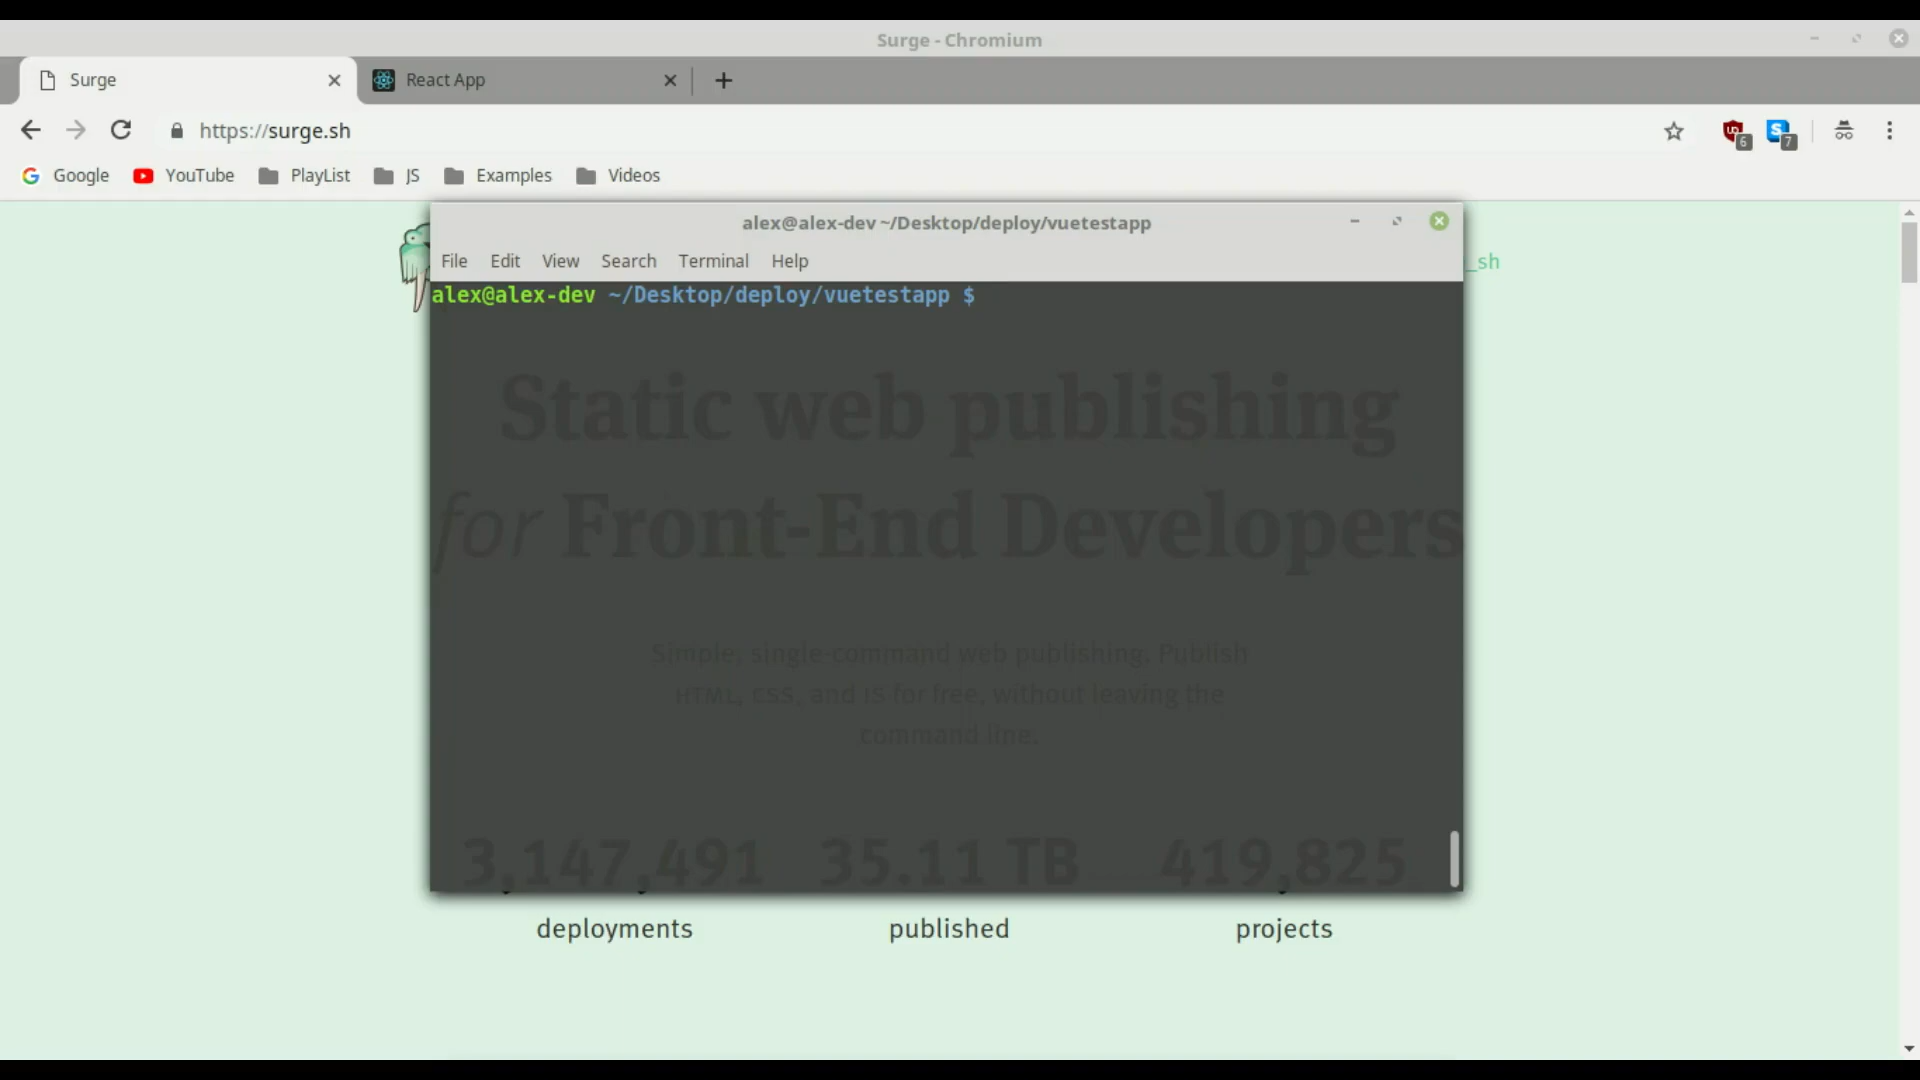 Surge - Chromium
Surge
React App
https://surge.sh
6
7
Google
YouTube
PlayList
JS
Examples
Videos
alex@alex-dev ~/Desktop/deploy/vuetestapp
File Edit View Search Terminal Help
_sh
alex@alex-dev ~/Desktop/deploy/vuetestapp $
Static web publishing
for Front-End Developers
Simple, single-command web publishing. Publish
HTML, CSS, and JS for free, without leaving the
command line.
3,147,491 35.11 TB 419,825
deployments published projects